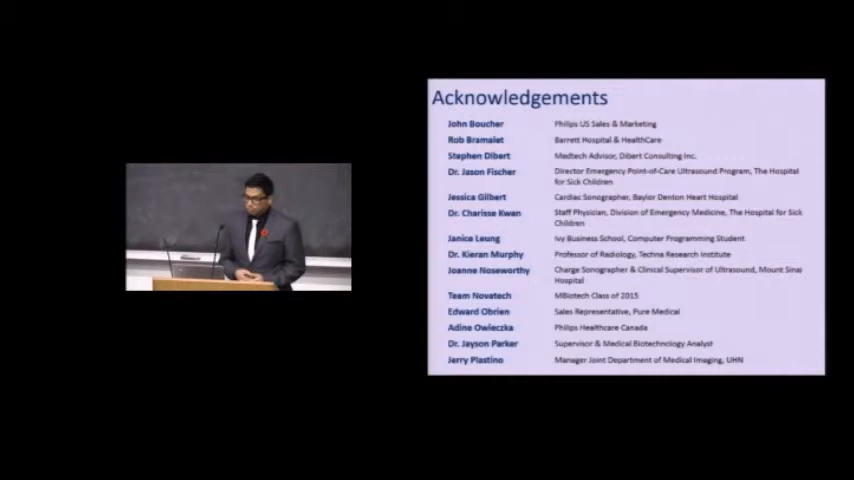 Acknowledgements
John Boucher Philips US Sales & Marketing
Rob Bramalet Barrett Hospital & HealthCare
Stephen Dibert Medtech Advisor, Dibert Consulting Inc.
Dr. Jason Fischer Director Emergency Point-of-Care Ultrasound Program, The Hospital
for Sick Children
Jessica Gilbert Cardiac Sonographer, Baylor Denton Heart Hospital
Dr. Charisse Kwan Staff Physician, Division of Emergency Medicine, The Hospital for Sick
Children
Janice Leung Ivy Business School, Computer Programming Student
Dr. Kieran Murphy Professor of Radiology, Techna Research Institute
Joanne Noseworthy Charge Sonographer & Clinical Supervisor of Ultrasound, Mount Sinai
Hospital
Team Novatech MBiotech Class of 2015
Edward Obrien Sales Representative, Pure Medical
Adine Owieczka Philips Healthcare Canada
Dr. Jayson Parker Supervisor & Medical Biotechnology Analyst
Jerry Plastino Manager Joint Department of Medical Imaging, UHN